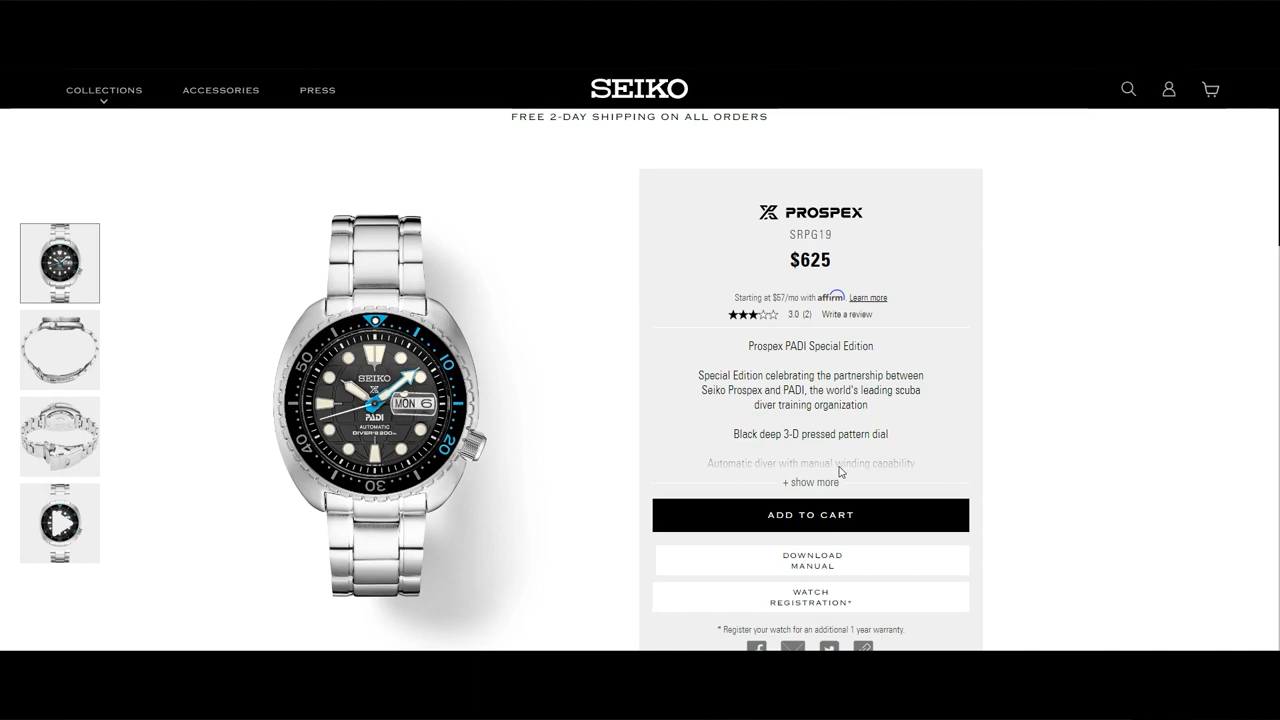 COLLECTIONS
ACCESSORIES
PRESS
SEIKO
FREE 2-DAY SHIPPING ON ALL ORDERS
PROSPEX
SRPG19
$625
Starting at $57/mo with affirm. Learn more
3.0 (2) Write a review
Prospex PADI Special Edition
Special Edition celebrating the partnership between
Seiko Prospex and PADI, the world's leading scuba
diver training organization
Black deep 3-D pressed pattern dial
Automatic diver with manual winding capability
+ show more
ADD TO CART
DOWNLOAD
MANUAL
WATCH
REGISTRATION*
* Register your watch for an additional 1 year warranty.
10
20
30
40
50
SEIKO
MON 6
PADI
AUTOMATIC
DIVER'S 200m